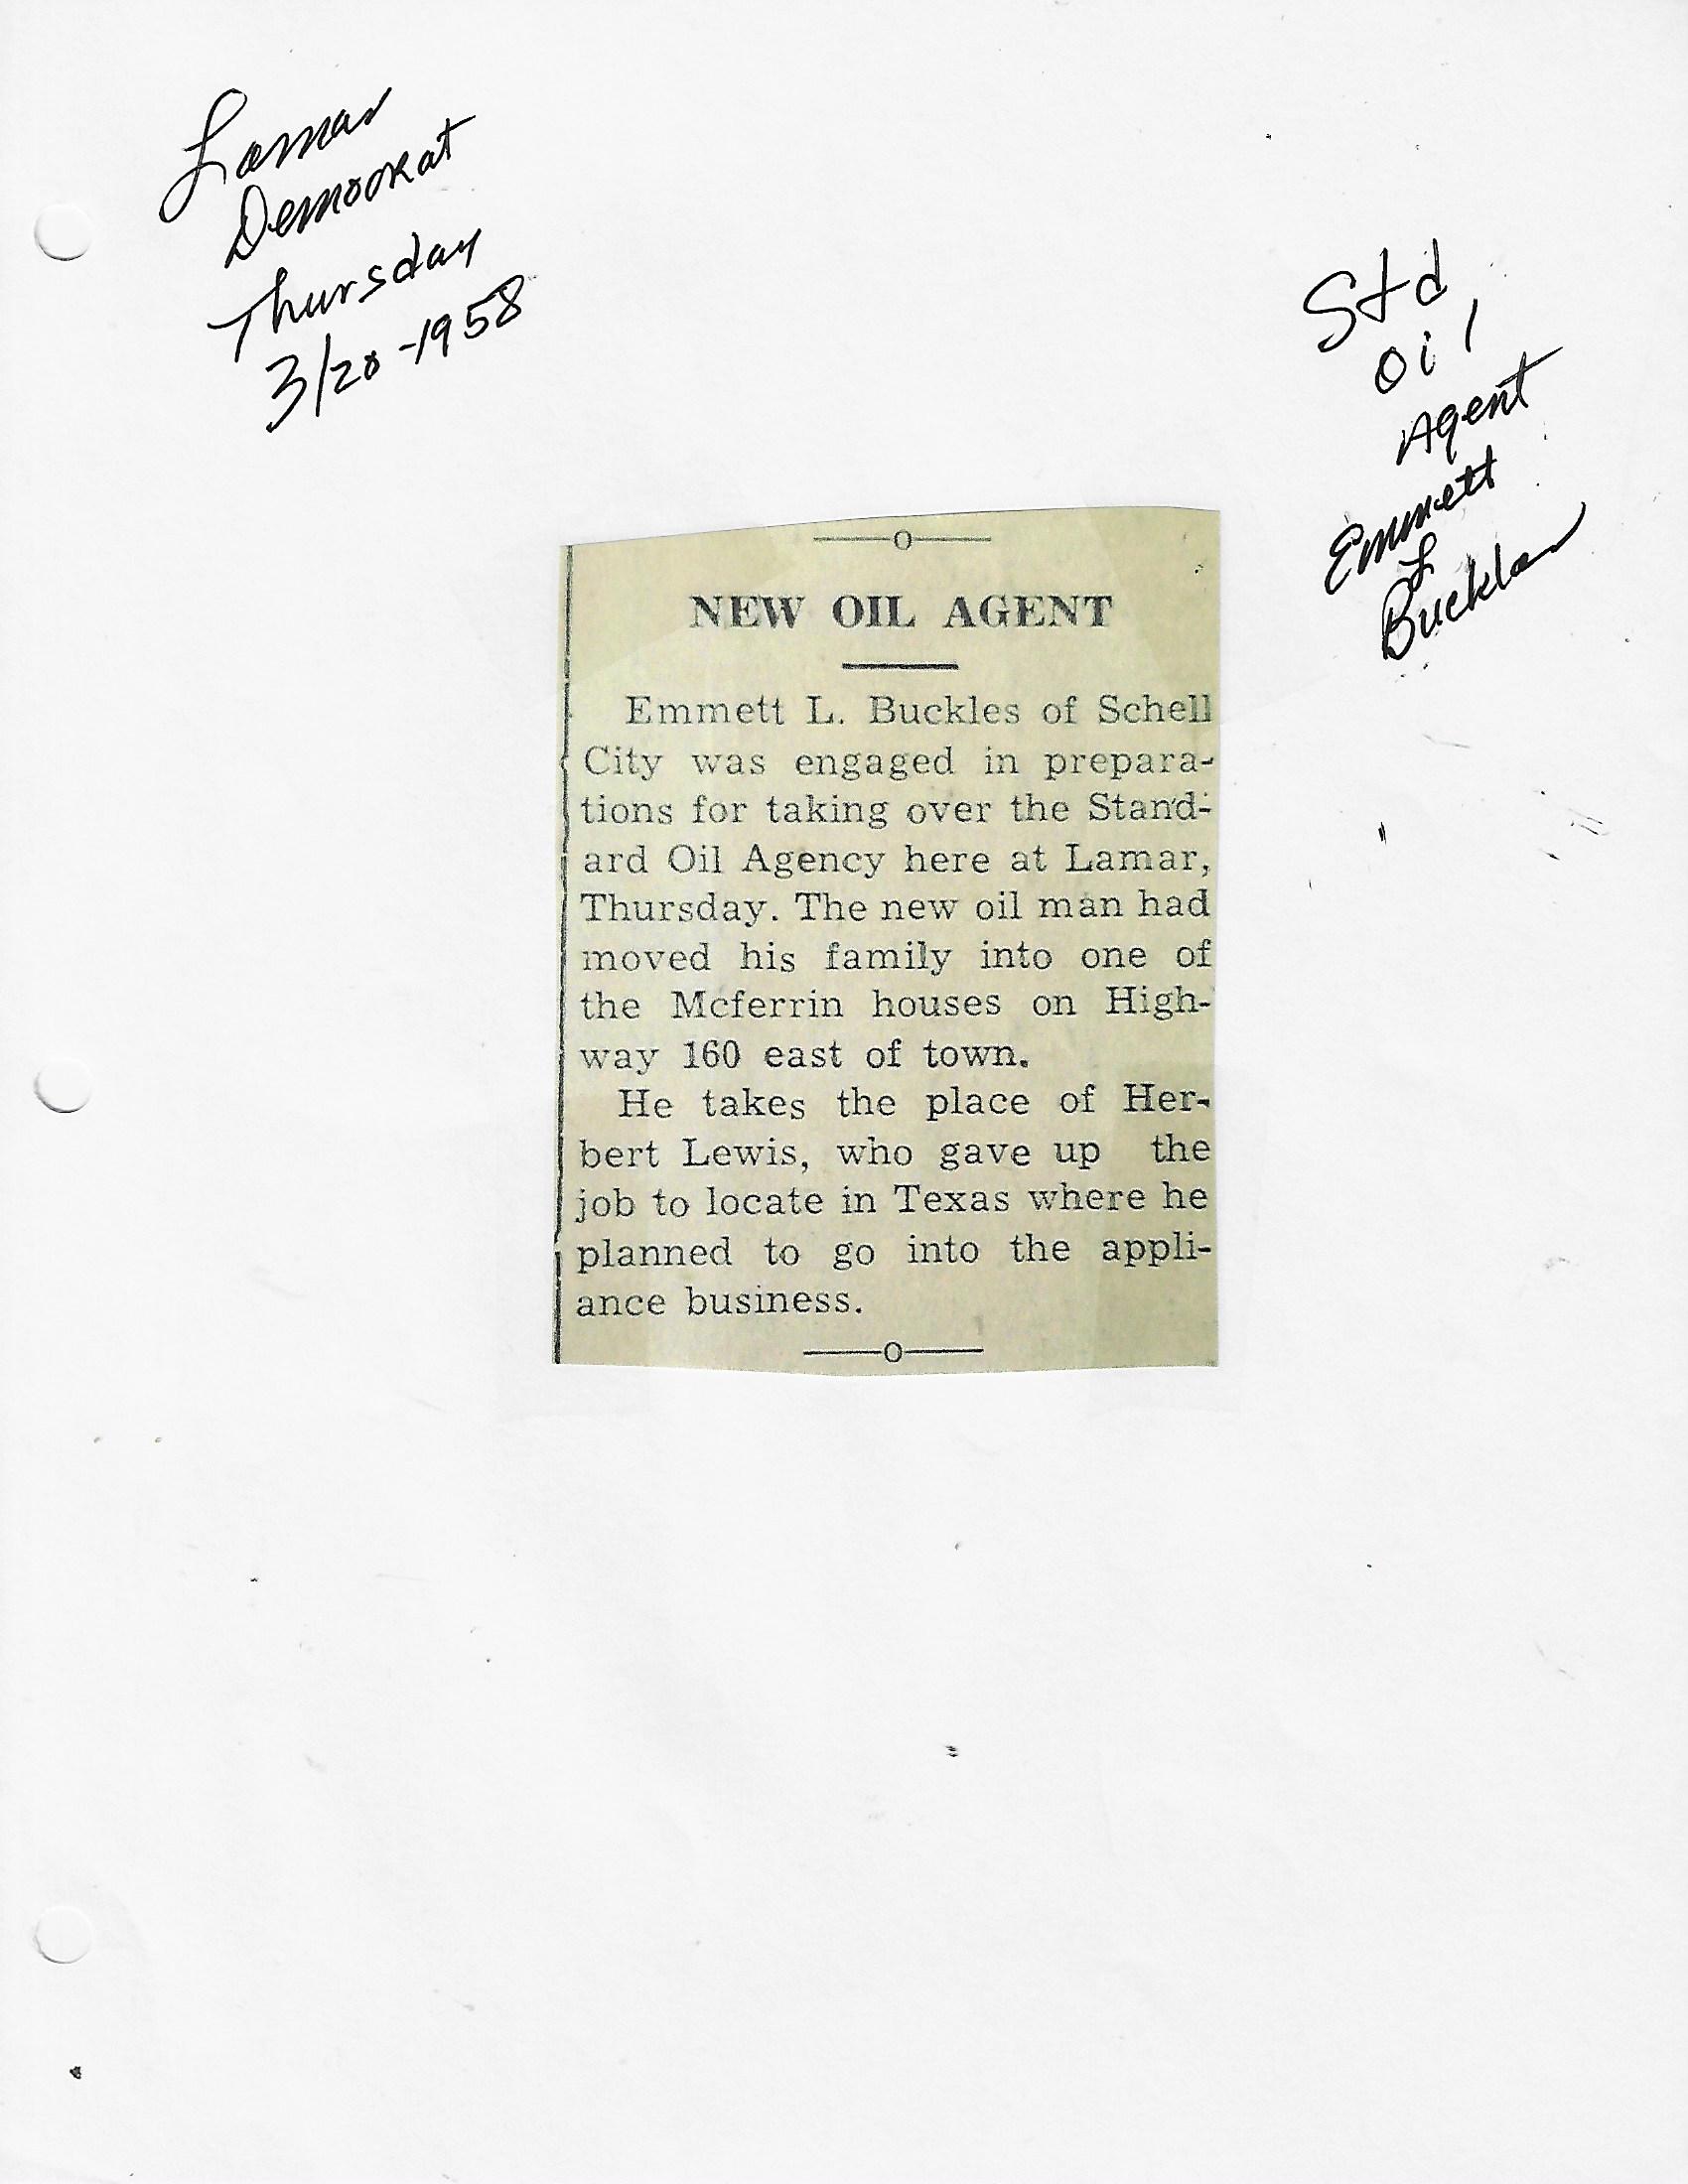 Lamar
Democrat
Thursday
3/20-1958
Std
Oil
Agent
Emmett
L
Buckles
—o—
NEW OIL AGENT
Emmett L. Buckles of Schell
City was engaged in prepara-
tions for taking over the Stand-
ard Oil Agency here at Lamar,
Thursday. The new oil man had
moved his family into one of
the Mcferrin houses on High-
way 160 east of town.
He takes the place of Her-
bert Lewis, who gave up the
job to locate in Texas where he
planned to go into the appli-
ance business.
—o—